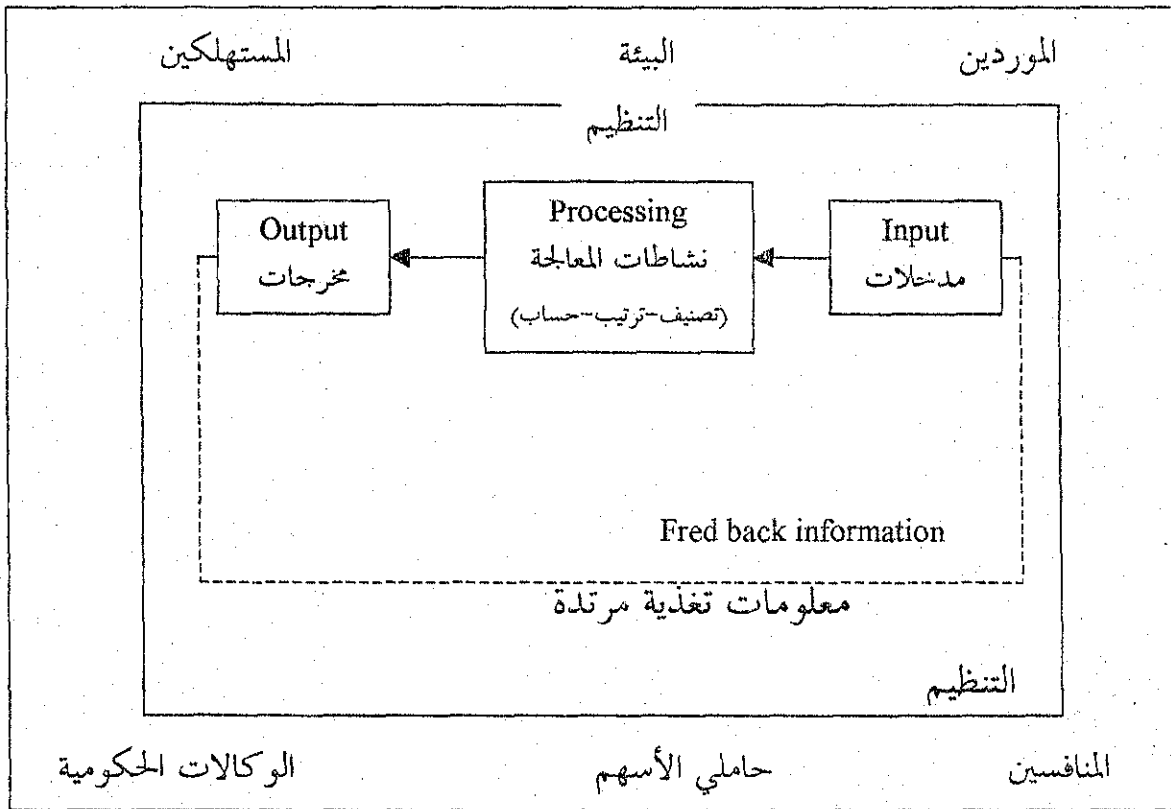 الموردين
البيئة
المستهلكين
التنظيم
Input
مدخلات
Processing
نشاطات المعالجة
(تصنيف-ترتيب-حساب)
Output
مخرجات
Fred back information
معلومات تغذية مرتدة
التنظيم
المنافسين
حاملي الأسهم
الوكالات الحكومية